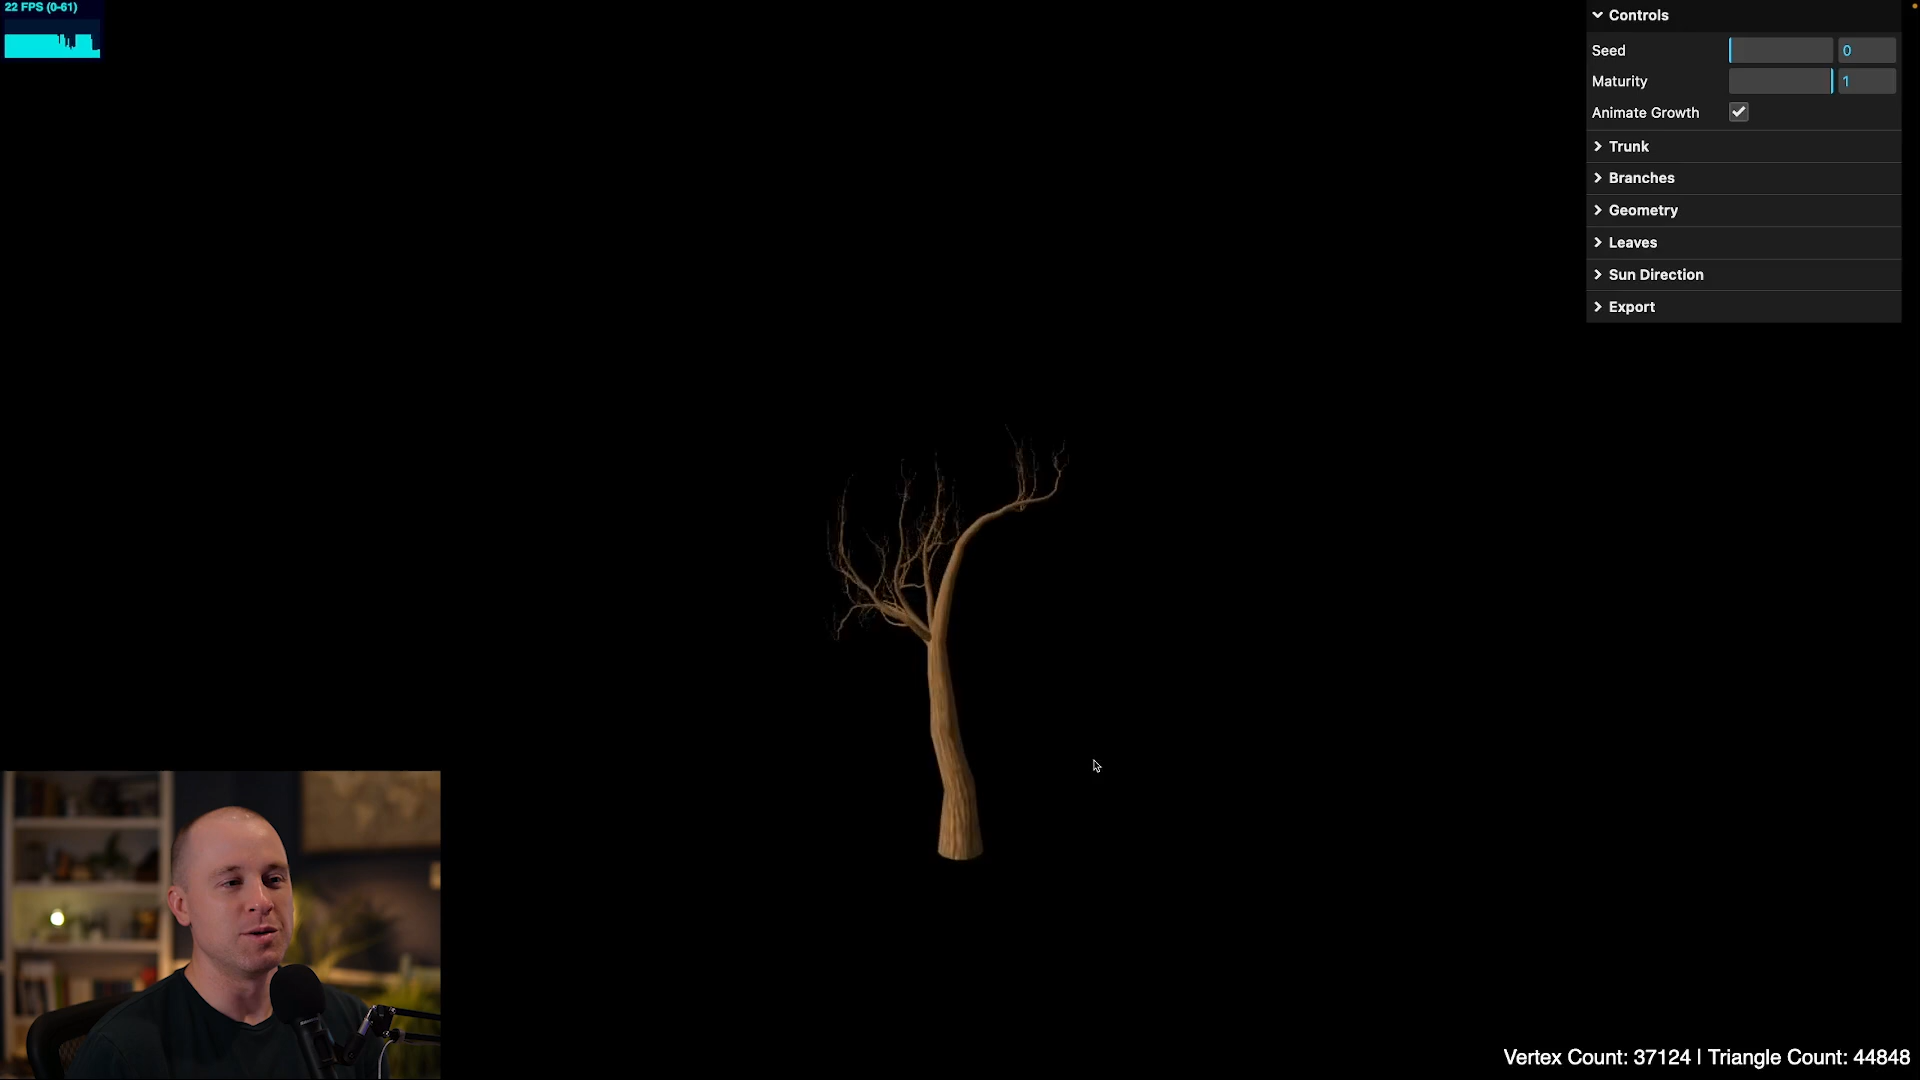 22 FPS (0-61)
Controls
Seed 0
Maturity 1
Animate Growth
Trunk
Branches
Geometry
Leaves
Sun Direction
Export
Vertex Count: 37124 | Triangle Count: 44848